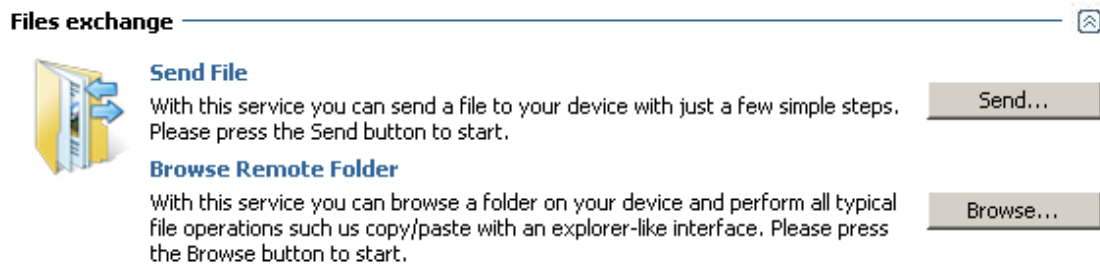 Files exchange
Send File
With this service you can send a file to your device with just a few simple steps.
Please press the Send button to start.
Send...
Browse Remote Folder
With this service you can browse a folder on your device and perform all typical
file operations such us copy/paste with an explorer-like interface. Please press
the Browse button to start.
Browse...